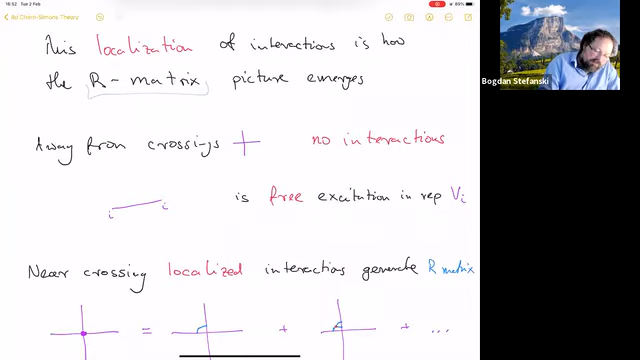 16:52 Tue 2 Feb
89%
4d Chern-Simons Theory
Bogdan Stefanski
This localization of interactions is how
the R-matrix picture emerges
Away from crossings no interactions
i i is free excitation in rep Vi
Near crossing localized interactions generate R matrix
= + + ...